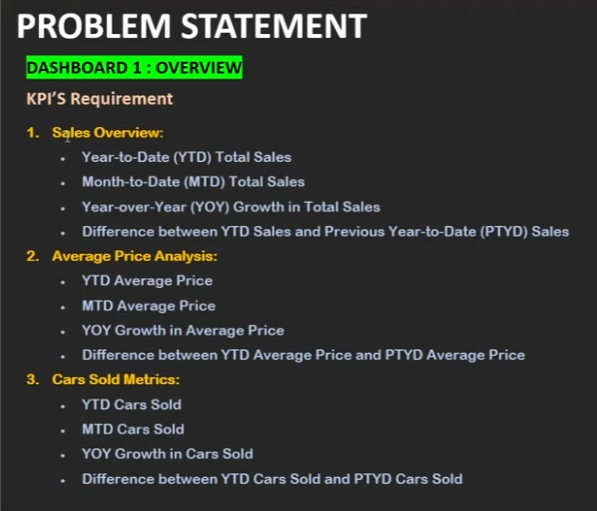 PROBLEM STATEMENT
DASHBOARD 1 : OVERVIEW
KPI'S Requirement
1. Sales Overview:
• Year-to-Date (YTD) Total Sales
• Month-to-Date (MTD) Total Sales
• Year-over-Year (YOY) Growth in Total Sales
• Difference between YTD Sales and Previous Year-to-Date (PTYD) Sales
2. Average Price Analysis:
• YTD Average Price
• MTD Average Price
• YOY Growth in Average Price
• Difference between YTD Average Price and PTYD Average Price
3. Cars Sold Metrics:
• YTD Cars Sold
• MTD Cars Sold
• YOY Growth in Cars Sold
• Difference between YTD Cars Sold and PTYD Cars Sold